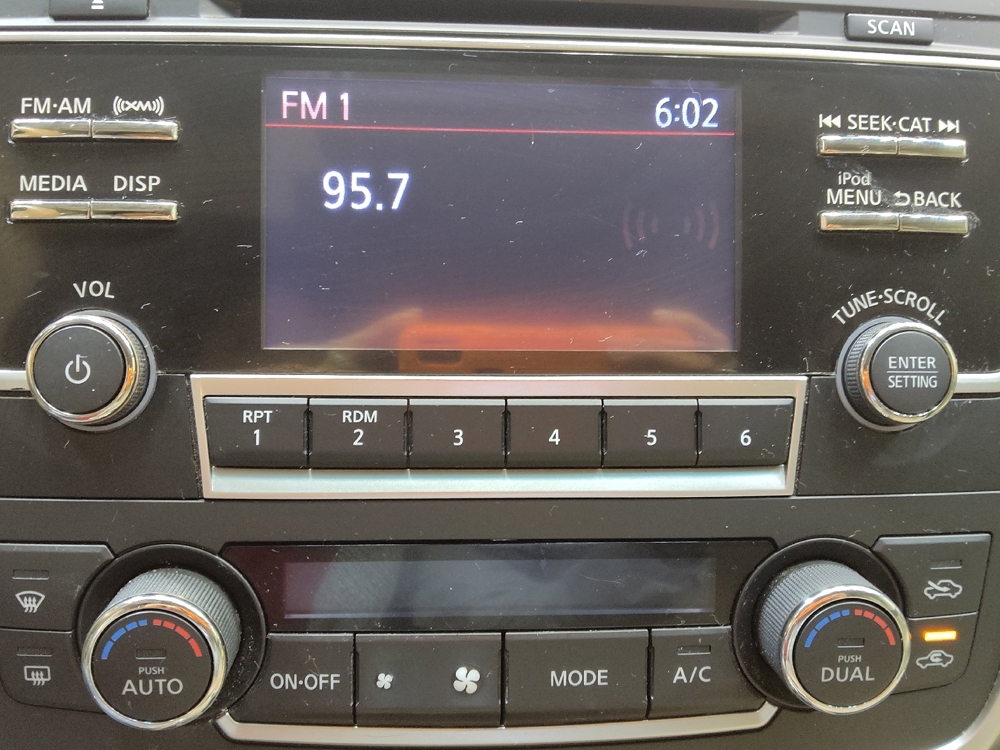 SCAN
FM·AM ((XM))
MEDIA DISP
VOL
FM 1 6:02
95.7
SEEK·CAT
iPod
MENU BACK
TUNE·SCROLL
ENTER
SETTING
RPT RDM
1 2 3 4 5 6
PUSH
AUTO
ON·OFF
MODE
A/C
PUSH
DUAL